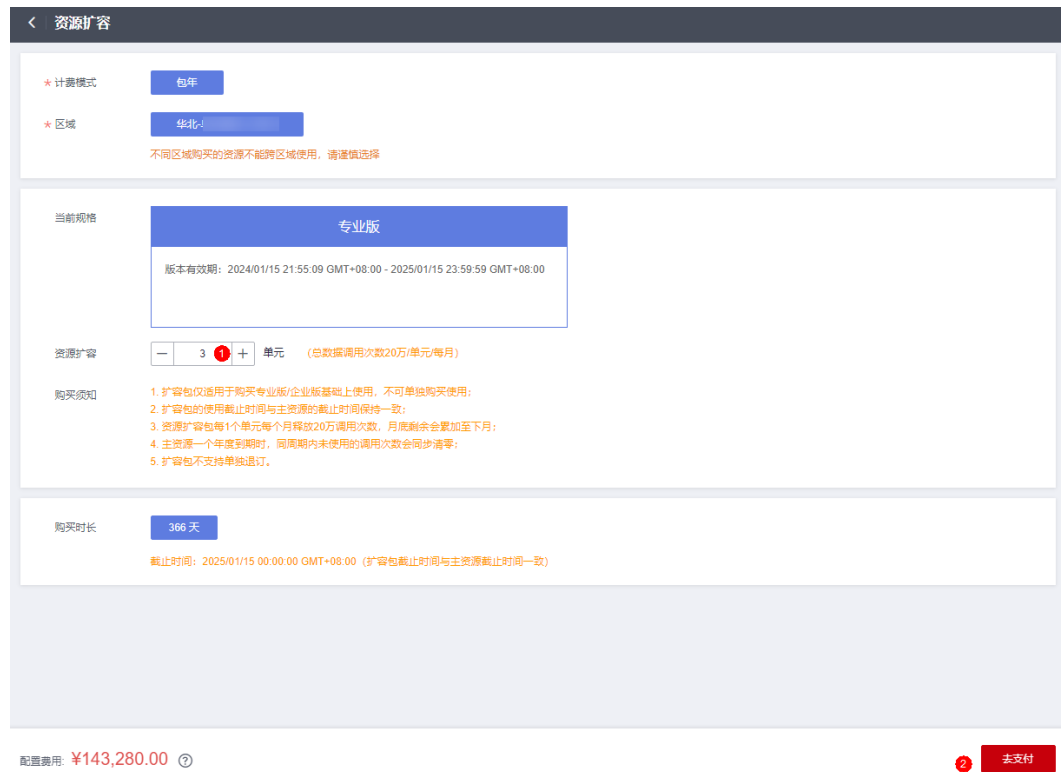 资源扩容
* 计费模式 包年
* 区域 华北-
不同区域购买的资源不能跨区域使用，请谨慎选择
当前规格
专业版
版本有效期：2024/01/15 21:55:09 GMT+08:00 - 2025/01/15 23:59:59 GMT+08:00
资源扩容 － 3 1 ＋ 单元 （总数据调用次数20万/单元/每月）
购买须知 1. 扩容包仅适用于购买专业版/企业版基础上使用，不可单独购买使用；
2. 扩容包的使用截止时间与主资源的截止时间保持一致；
3. 资源扩容包每1个单元每个月释放20万调用次数，月底剩余会累加至下月；
4. 主资源一个年度到期时，同周期内未使用的调用次数会同步清零；
5. 扩容包不支持单独退订。
购买时长 366 天
截止时间：2025/01/15 00:00:00 GMT+08:00（扩容包截止时间与主资源截止时间一致）
配置费用: ¥143,280.00 ? 2 去支付